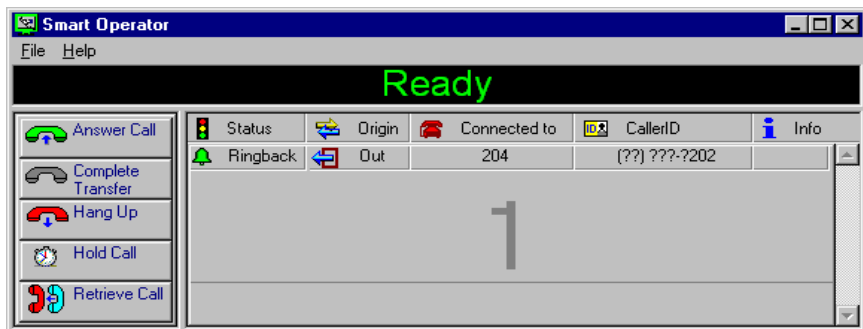 Smart Operator
File Help
Ready
Answer Call
Complete
Transfer
Hang Up
Hold Call
Retrieve Call
Status Origin Connected to ID CallerID i Info
Ringback Out 204 (??) ???-?202
1